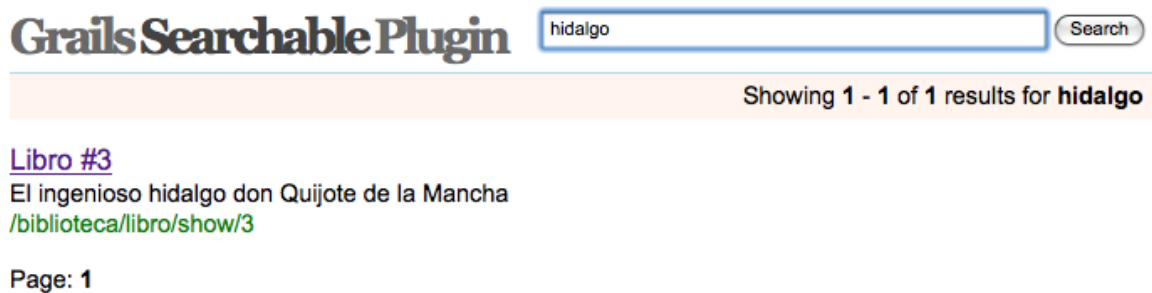 Grails Searchable Plugin
hidalgo
Search
Showing 1 - 1 of 1 results for hidalgo
Libro #3
El ingenioso hidalgo don Quijote de la Mancha
/biblioteca/libro/show/3
Page: 1